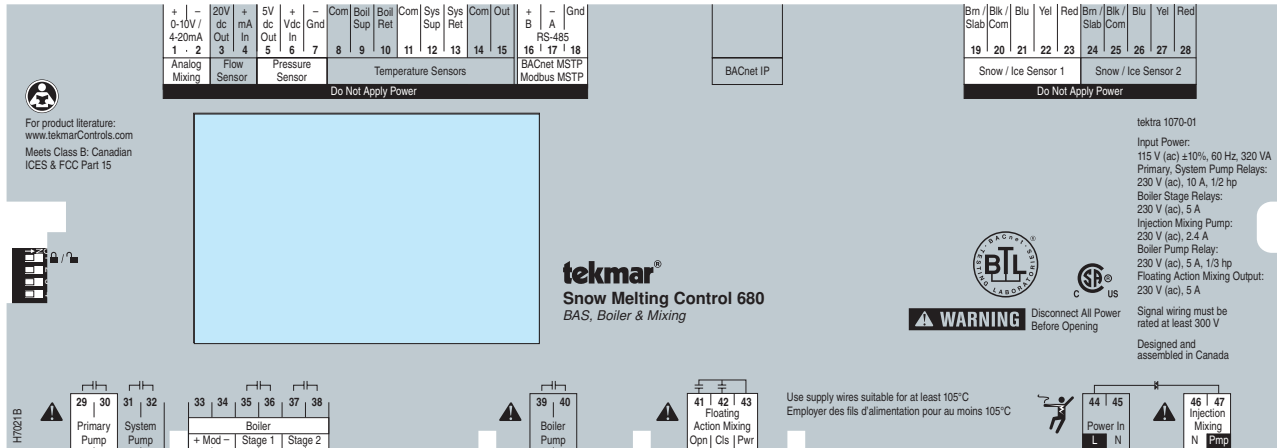 + –
0-10V /
4-20mA
1 · 2
Analog
Mixing
20V +
dc mA
Out In
3 4
Flow
Sensor
5V + –
dc Vdc Gnd
Out In
5 6 7
Pressure
Sensor
Com Boil Boil Com Sys Sys Com Out
Sup Ret Sup Ret
8 9 10 11 12 13 14 15
Temperature Sensors
+ – Gnd
B A
RS-485
16 17 18
BACnet MSTP
Modbus MSTP
Do Not Apply Power
BACnet IP
Brn / Blk / Blu Yel Red Brn / Blk / Blu Yel Red
Slab Com Slab Com
19 20 21 22 23 24 25 26 27 28
Snow / Ice Sensor 1 Snow / Ice Sensor 2
Do Not Apply Power
For product literature:
www.tekmarControls.com
Meets Class B: Canadian
ICES & FCC Part 15
tektra 1070-01
Input Power:
115 V (ac) ±10%, 60 Hz, 320 VA
Primary, System Pump Relays:
230 V (ac), 10 A, 1/2 hp
Boiler Stage Relays:
230 V (ac), 5 A
Injection Mixing Pump:
230 V (ac), 2.4 A
Boiler Pump Relay:
230 V (ac), 5 A, 1/3 hp
Floating Action Mixing Output:
230 V (ac), 5 A
Signal wiring must be
rated at least 300 V
Designed and
assembled in Canada
/
tekmar®
Snow Melting Control 680
BAS, Boiler & Mixing
BACnet
®
BTL
TESTING LABORATORIES
SA ®
C US
WARNING Disconnect All Power
Before Opening
H7021B
29 30
Primary
Pump
31 32
System
Pump
33 34 35 36 37 38
Boiler
+ Mod – Stage 1 Stage 2
39 40
Boiler
Pump
41 42 43
Floating
Action Mixing
Opn Cls Pwr
Use supply wires suitable for at least 105°C
Employer des fils d'alimentation pour au moins 105°C
44 45
Power In
L N
46 47
Injection
Mixing
N Pmp